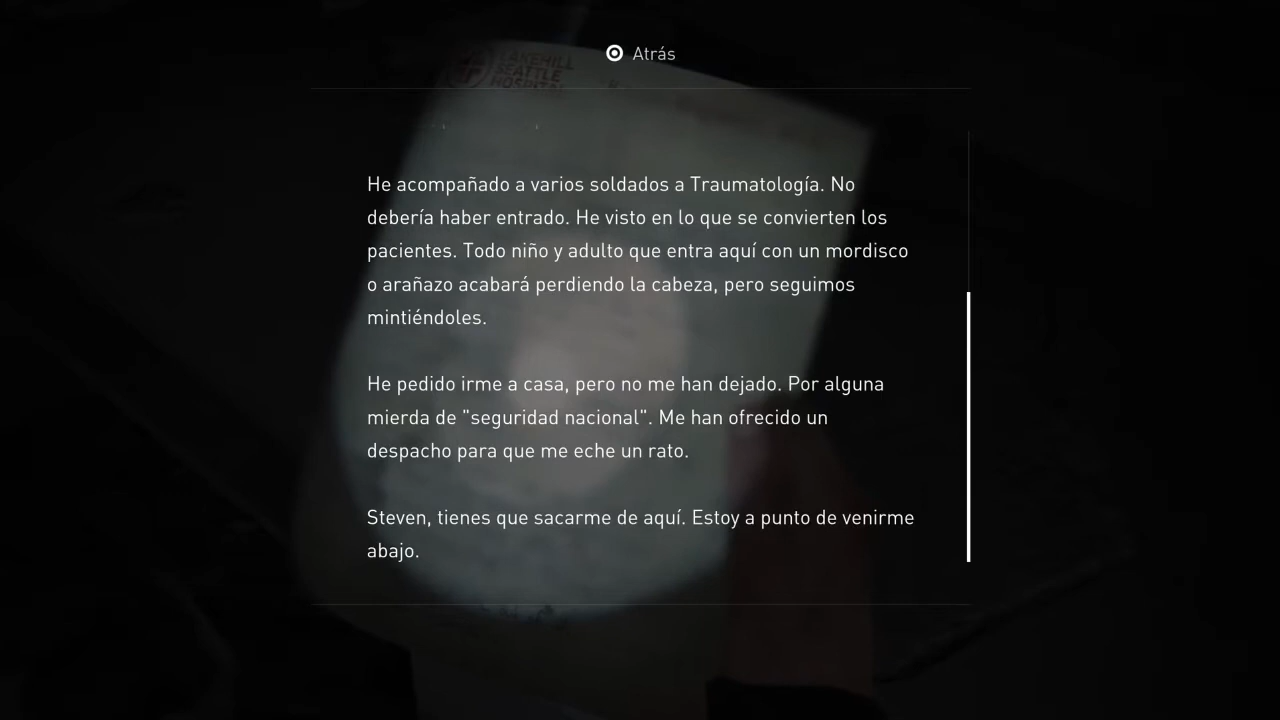 Atrás
LAKEHILL
SEATTLE
HOSPITAL
He acompañado a varios soldados a Traumatología. No
debería haber entrado. He visto en lo que se convierten los
pacientes. Todo niño y adulto que entra aquí con un mordisco
o arañazo acabará perdiendo la cabeza, pero seguimos
mintiéndoles.
He pedido irme a casa, pero no me han dejado. Por alguna
mierda de "seguridad nacional". Me han ofrecido un
despacho para que me eche un rato.
Steven, tienes que sacarme de aquí. Estoy a punto de venirme
abajo.